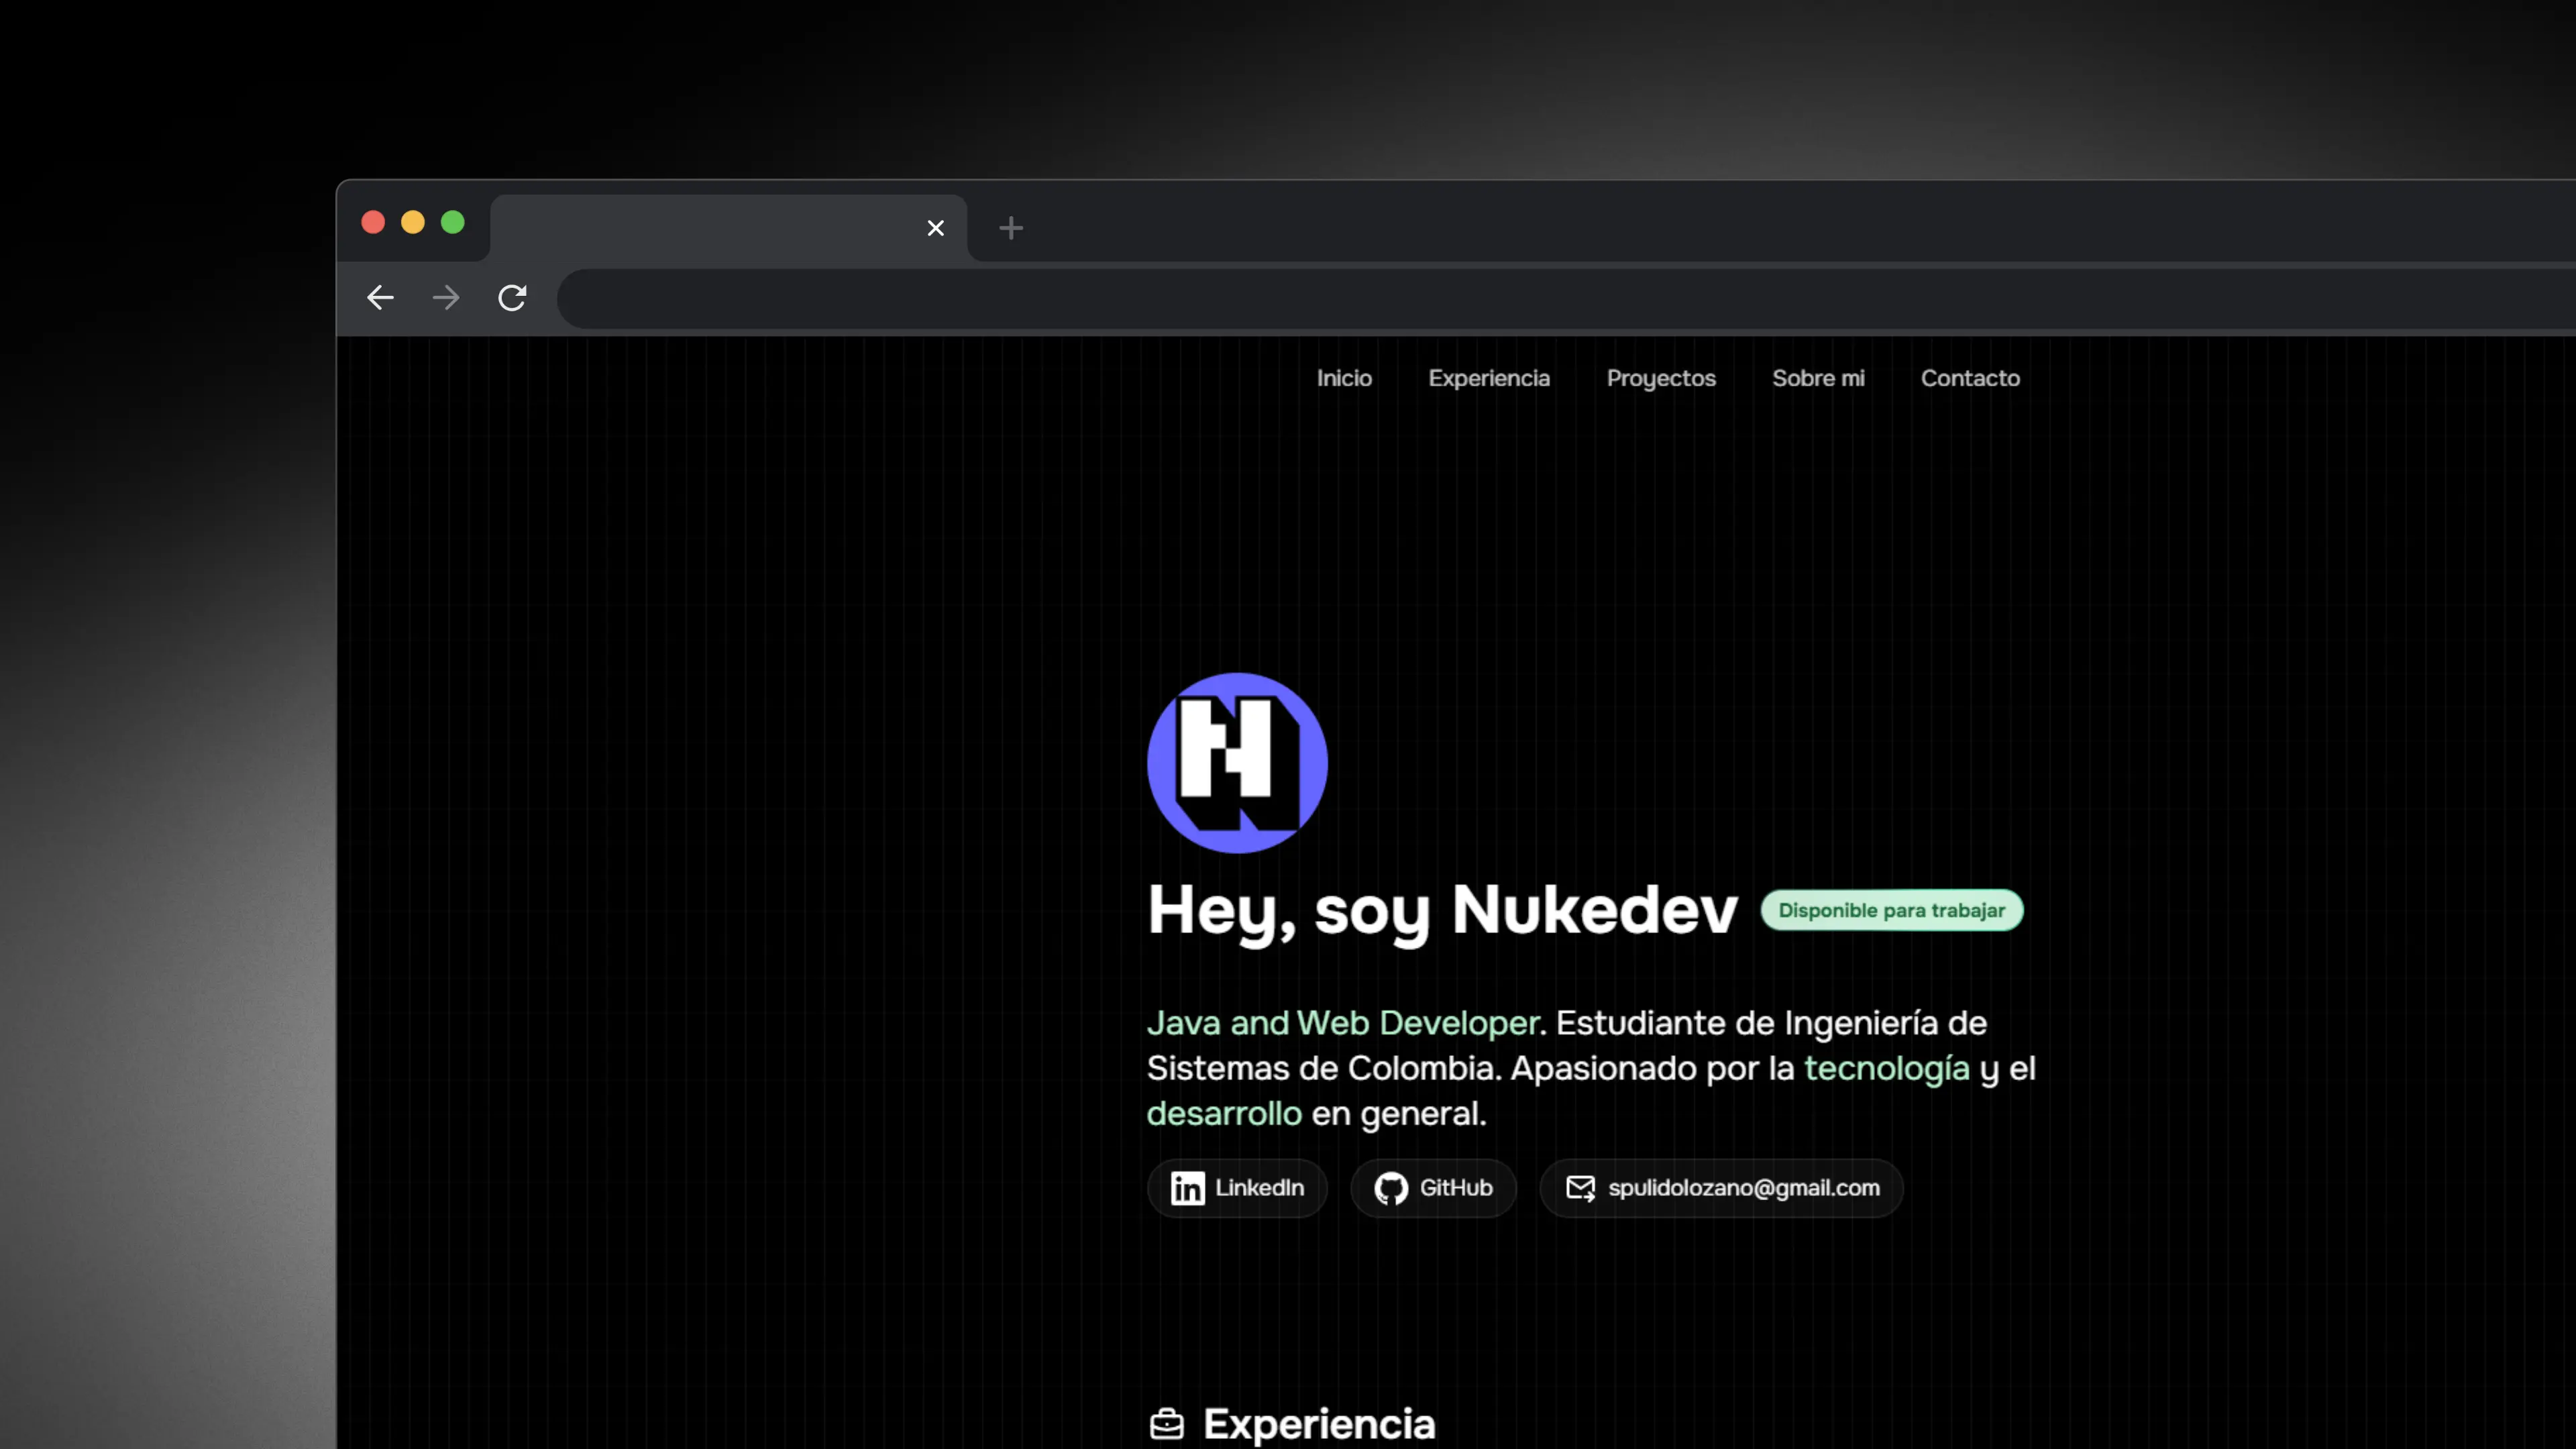 Inicio Experiencia Proyectos Sobre mi Contacto
N
Hey, soy Nukedev Disponible para trabajar
Java and Web Developer. Estudiante de Ingeniería de
Sistemas de Colombia. Apasionado por la tecnología y el
desarrollo en general.
LinkedIn GitHub spulidolozano@gmail.com
Experiencia